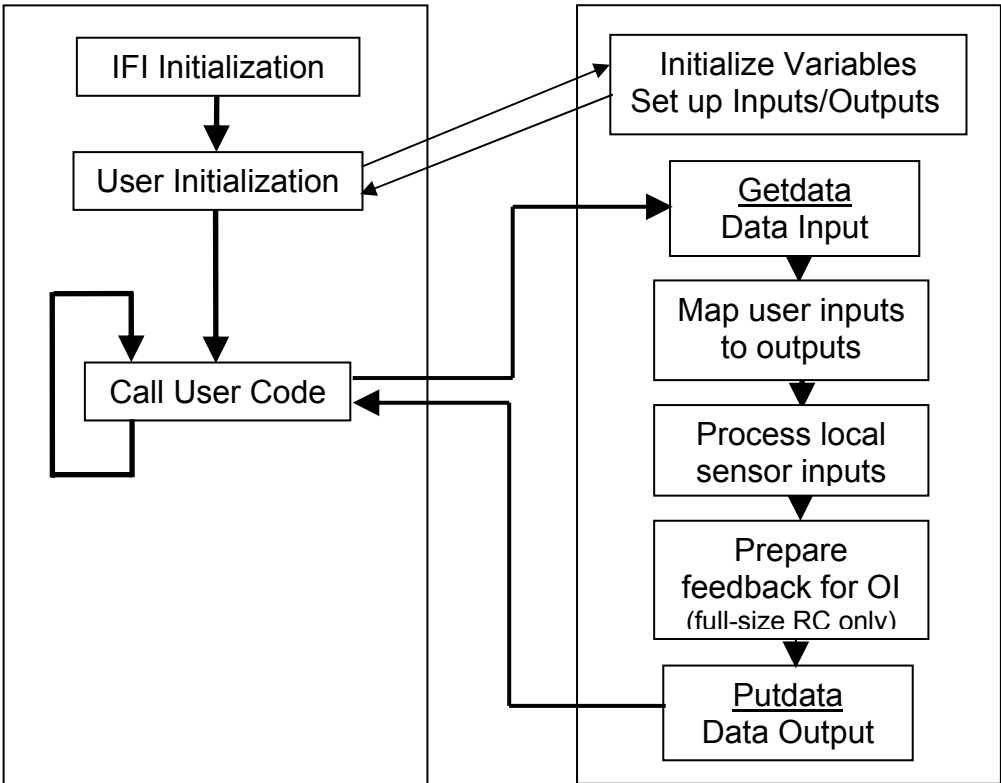 IFI Initialization
User Initialization
Call User Code
Initialize Variables
Set up Inputs/Outputs
Getdata
Data Input
Map user inputs
to outputs
Process local
sensor inputs
Prepare
feedback for OI
(full-size RC only)
Putdata
Data Output